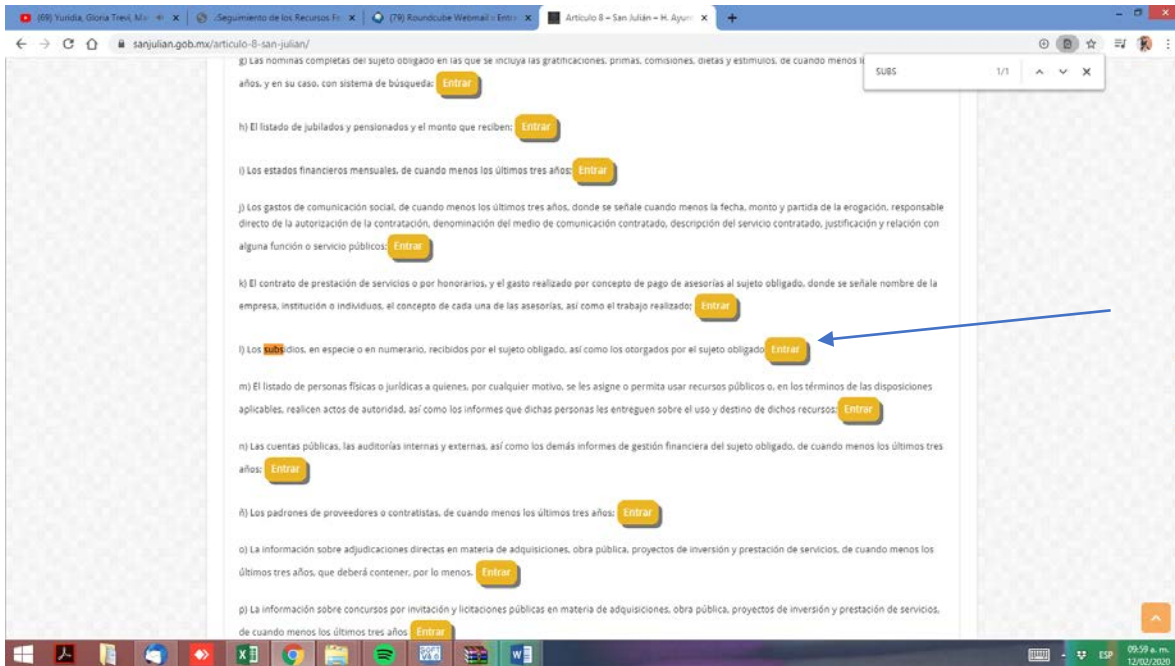 (69) Yuridia, Gloria Trevi, Mo
.Seguimiento de los Recursos Fe
(79) Roundcube Webmail :: Entra
Artículo 8 – San Julián – H. Ayun
sanjulian.gob.mx/articulo-8-san-julian/
SUBS 1/1
g) Las nóminas completas del sujeto obligado en las que se incluya las gratificaciones, primas, comisiones, dietas y estímulos, de cuando menos
años, y en su caso, con sistema de búsqueda; Entrar
h) El listado de jubilados y pensionados y el monto que reciben; Entrar
i) Los estados financieros mensuales, de cuando menos los últimos tres años; Entrar
j) Los gastos de comunicación social, de cuando menos los últimos tres años, donde se señale cuando menos la fecha, monto y partida de la erogación, responsable
directo de la autorización de la contratación, denominación del medio de comunicación contratado, descripción del servicio contratado, justificación y relación con
alguna función o servicio públicos; Entrar
k) El contrato de prestación de servicios o por honorarios, y el gasto realizado por concepto de pago de asesorías al sujeto obligado, donde se señale nombre de la
empresa, institución o individuos, el concepto de cada una de las asesorías, así como el trabajo realizado; Entrar
l) Los subsidios, en especie o en numerario, recibidos por el sujeto obligado, así como los otorgados por el sujeto obligado Entrar
m) El listado de personas físicas o jurídicas a quienes, por cualquier motivo, se les asigne o permita usar recursos públicos o, en los términos de las disposiciones
aplicables, realicen actos de autoridad, así como los informes que dichas personas les entreguen sobre el uso y destino de dichos recursos; Entrar
n) Las cuentas públicas, las auditorías internas y externas, así como los demás informes de gestión financiera del sujeto obligado, de cuando menos los últimos tres
años; Entrar
ñ) Los padrones de proveedores o contratistas, de cuando menos los últimos tres años; Entrar
o) La información sobre adjudicaciones directas en materia de adquisiciones, obra pública, proyectos de inversión y prestación de servicios, de cuando menos los
últimos tres años, que deberá contener, por lo menos. Entrar
p) La información sobre concursos por invitación y licitaciones públicas en materia de adquisiciones, obra pública, proyectos de inversión y prestación de servicios,
de cuando menos los últimos tres años Entrar
ESP
09:59 a. m.
12/02/2020